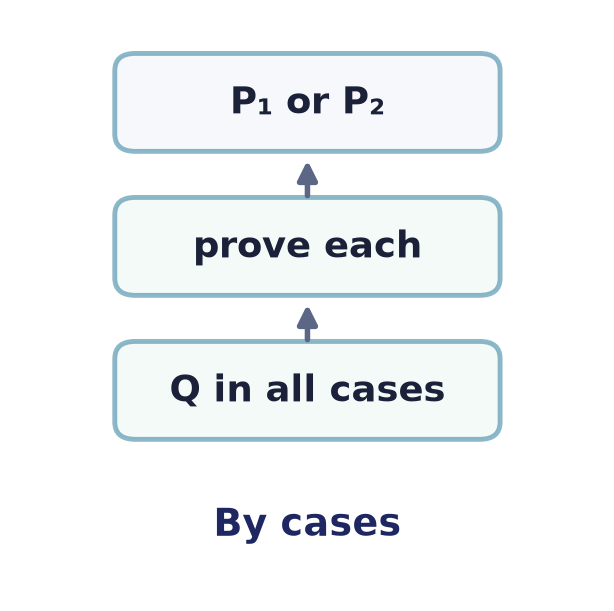 P₁ or P₂
prove each
Q in all cases
By cases